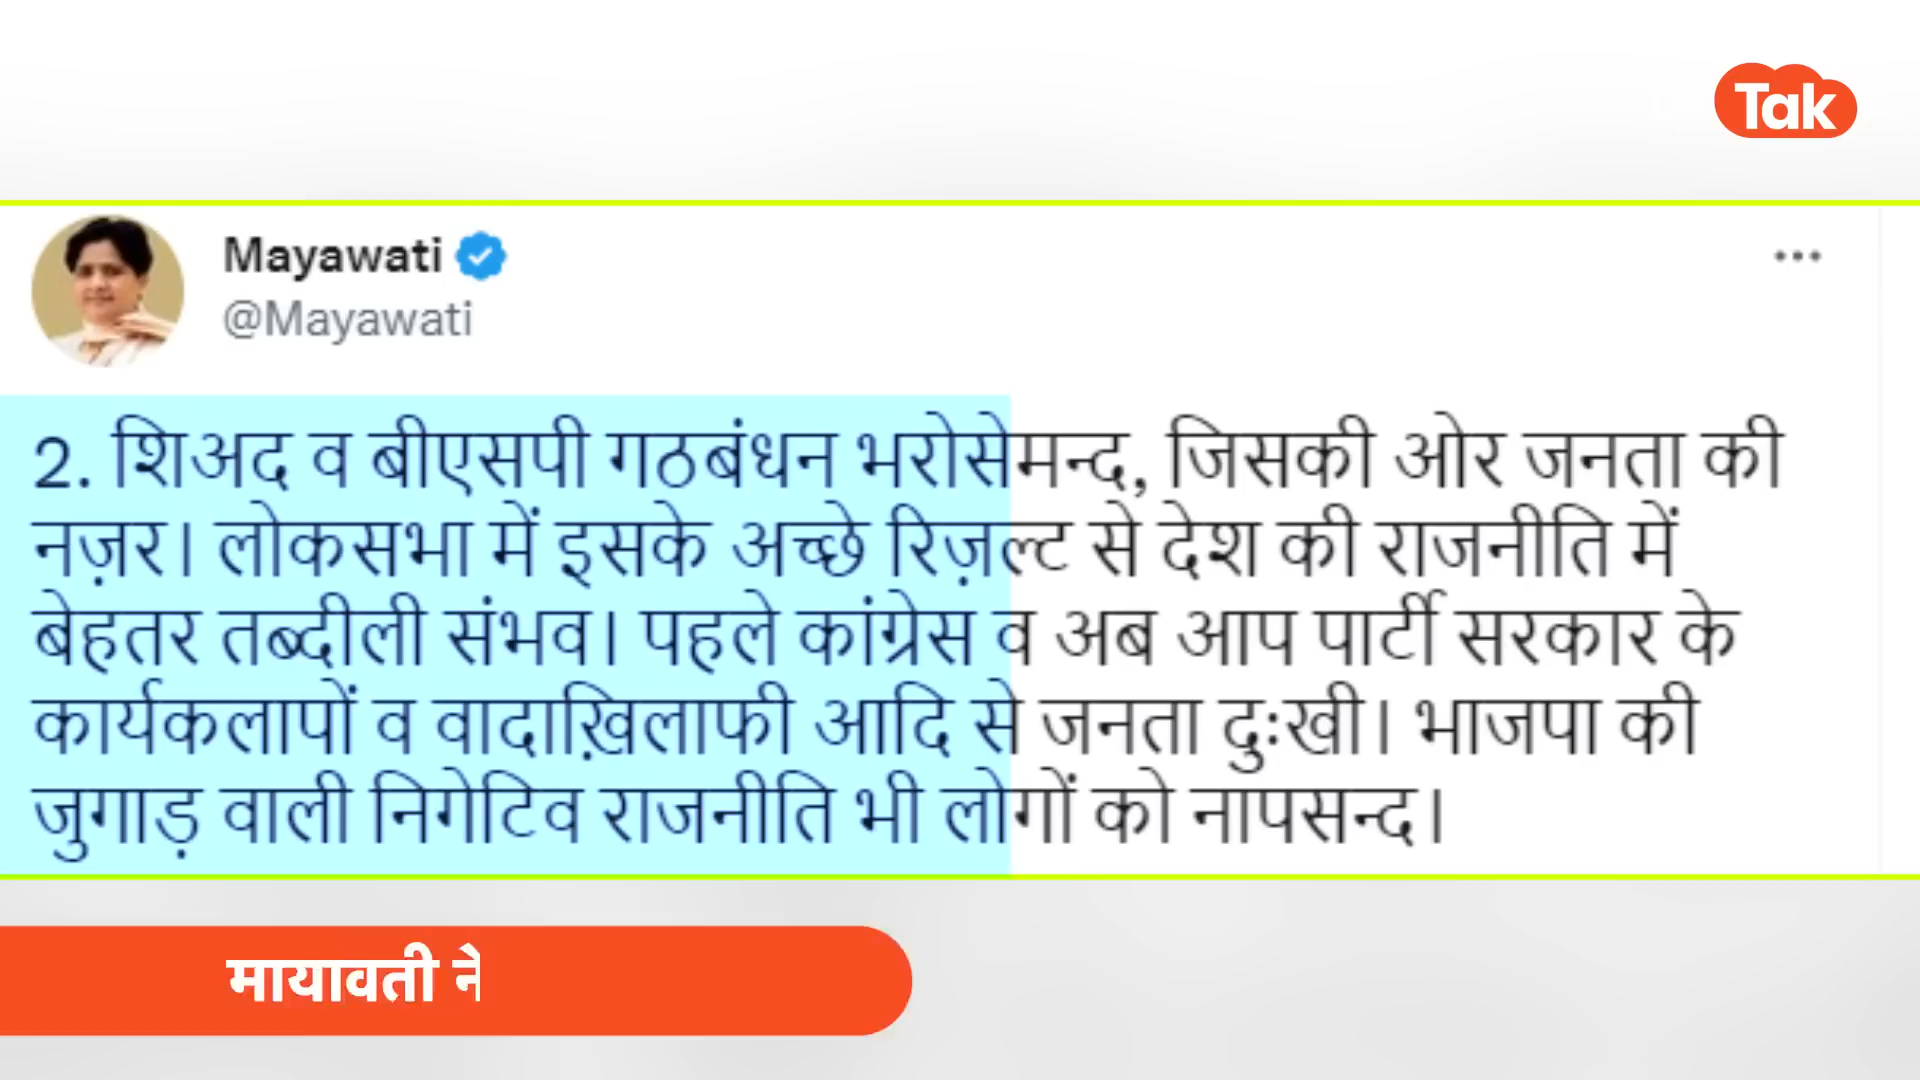 Tak
Mayawati
@Mayawati
2. शिअद व बीएसपी गठबंधन भरोसेमन्द, जिसकी ओर जनता की
नज़र। लोकसभा में इसके अच्छे रिज़ल्ट से देश की राजनीति में
बेहतर तब्दीली संभव। पहले कांग्रेस व अब आप पार्टी सरकार के
कार्यकलापों व वादाख़िलाफी आदि से जनता दुःखी। भाजपा की
जुगाड़ वाली निगेटिव राजनीति भी लोगों को नापसन्द।
मायावती ने